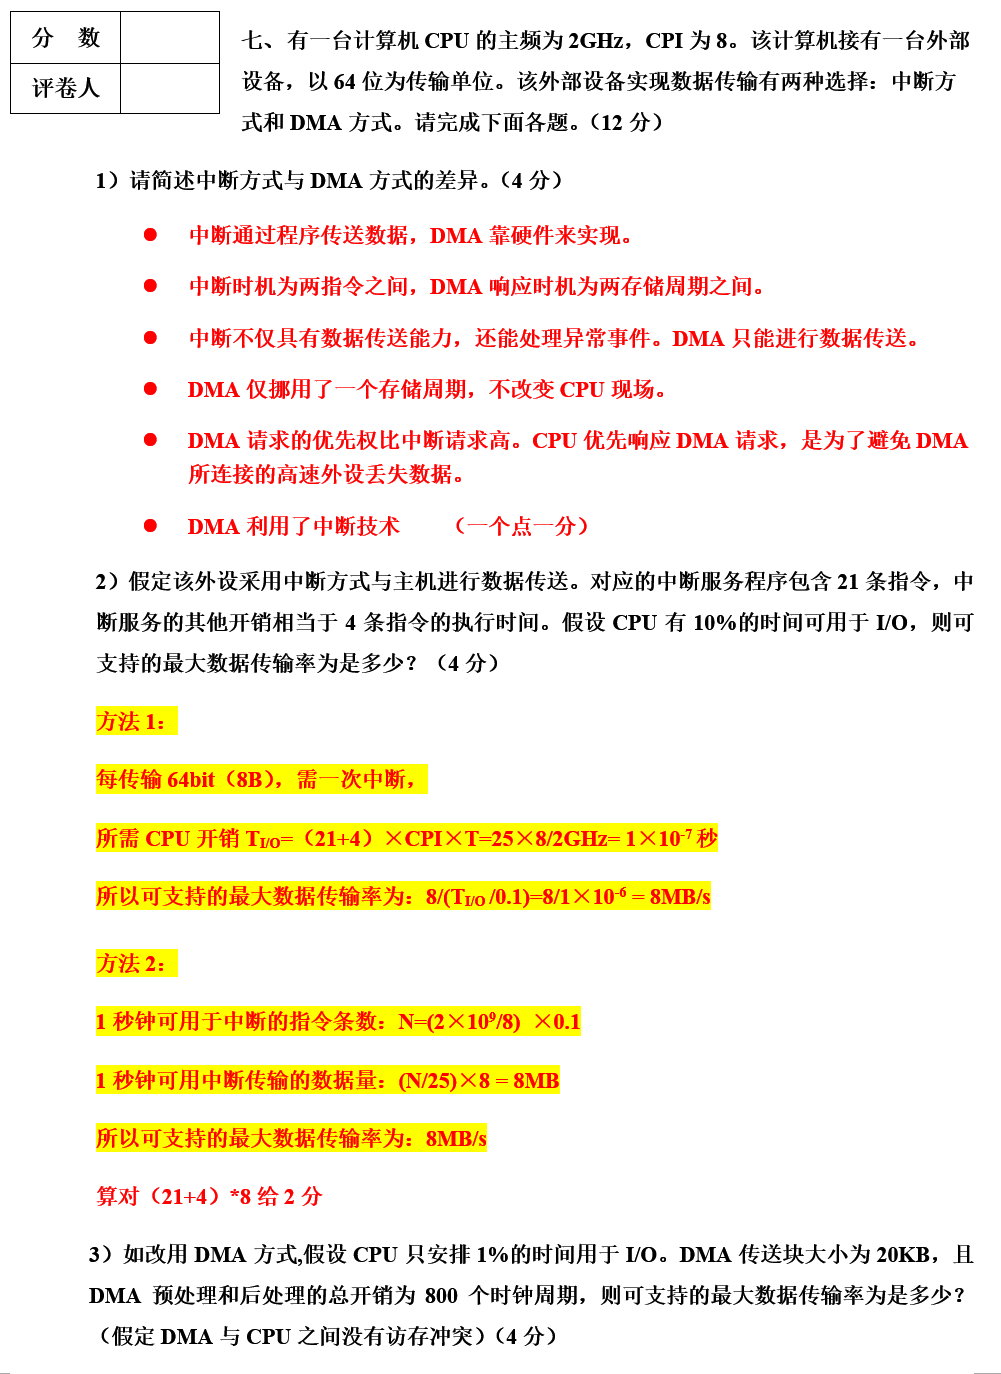 分 数
评卷人
七、有一台计算机 CPU 的主频为 2GHz，CPI 为 8。该计算机接有一台外部
设备，以 64 位为传输单位。该外部设备实现数据传输有两种选择：中断方
式和 DMA 方式。请完成下面各题。（12 分）
1）请简述中断方式与 DMA 方式的差异。（4 分）
● 中断通过程序传送数据，DMA 靠硬件来实现。
● 中断时机为两指令之间，DMA 响应时机为两存储周期之间。
● 中断不仅具有数据传送能力，还能处理异常事件。DMA 只能进行数据传送。
● DMA 仅挪用了一个存储周期，不改变 CPU 现场。
● DMA 请求的优先权比中断请求高。CPU 优先响应 DMA 请求，是为了避免 DMA
所连接的高速外设丢失数据。
● DMA 利用了中断技术 （一个点一分）
2）假定该外设采用中断方式与主机进行数据传送。对应的中断服务程序包含 21 条指令，中
断服务的其他开销相当于 4 条指令的执行时间。假设 CPU 有 10%的时间可用于 I/O，则可
支持的最大数据传输率为是多少？（4 分）
方法 1：
每传输 64bit（8B），需一次中断，
所需 CPU 开销 T_I/O=（21+4）×CPI×T=25×8/2GHz= 1×10⁻⁷ 秒
所以可支持的最大数据传输率为：8/(T_I/O /0.1)=8/1×10⁻⁶ = 8MB/s
方法 2：
1 秒钟可用于中断的指令条数：N=(2×10⁹/8) ×0.1
1 秒钟可用中断传输的数据量：(N/25)×8 = 8MB
所以可支持的最大数据传输率为：8MB/s
算对（21+4）*8 给 2 分
3）如改用 DMA 方式,假设 CPU 只安排 1%的时间用于 I/O。DMA 传送块大小为 20KB，且
DMA 预处理和后处理的总开销为 800 个时钟周期，则可支持的最大数据传输率为是多少？
（假定 DMA 与 CPU 之间没有访存冲突）（4 分）